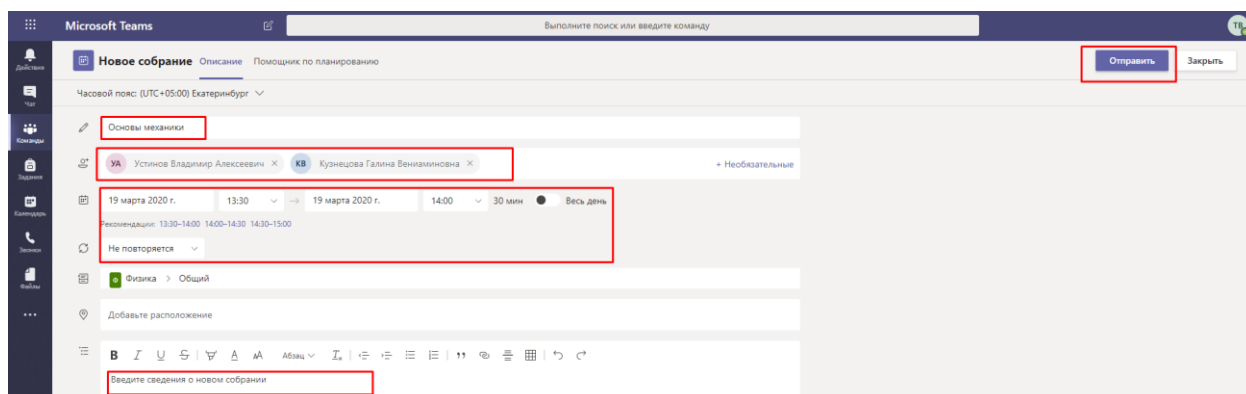 Microsoft Teams
Выполните поиск или введите команду
ТВ
Действия
Новое собрание Описание Помощник по планированию
Отправить Закрыть
Чат
Часовой пояс: (UTC+05:00) Екатеринбург
Команды
Основы механики
Задания
УА Устинов Владимир Алексеевич × КВ Кузнецова Галина Вениаминовна ×
+ Необязательные
Календарь
19 марта 2020 г. 13:30 → 19 марта 2020 г. 14:00 30 мин Весь день
Рекомендации: 13:30–14:00 14:00–14:30 14:30–15:00
Звонки
Не повторяется
Файлы
Физика > Общий
Добавьте расположение
B I U S A AA Абзац
Введите сведения о новом собрании